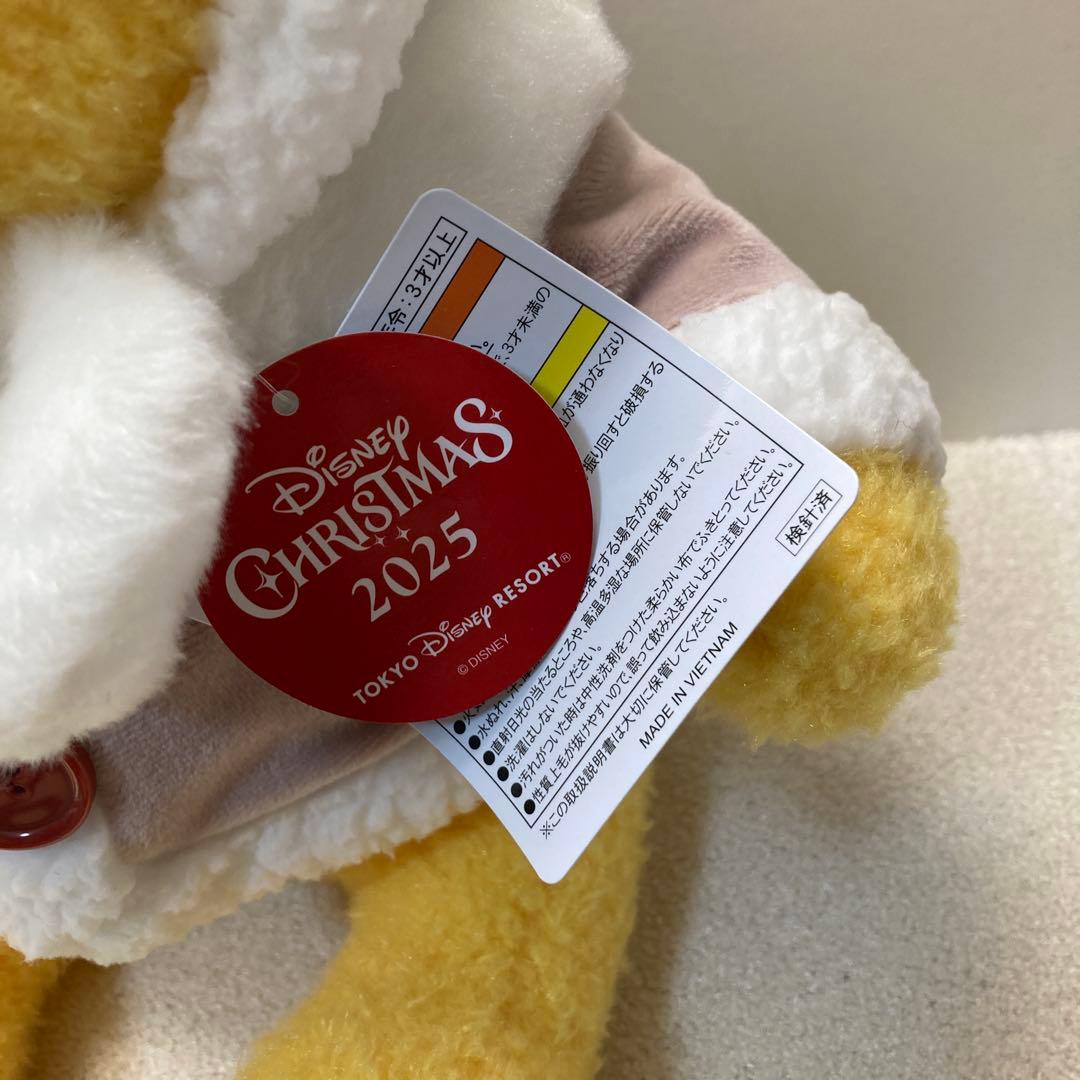 DISNEY
CHRISTMAS
2025
TOKYO DISNEY RESORT®
© DISNEY
令:3才以上
3才未満の
が通わなくなり
振り回すと破損する
落ちする場合があります。
●水ぬれ、
●直射日光の当たるところや、高温多湿な場所に保管しないでください。
●洗濯はしないでください。
●汚れがついた時は中性洗剤をつけた柔らかい布でふきとってください。
●性質上毛が抜けやすいので、誤って飲み込まないように注意してください。
※この取扱説明書は大切に保管してください。
検針済
MADE IN VIETNAM